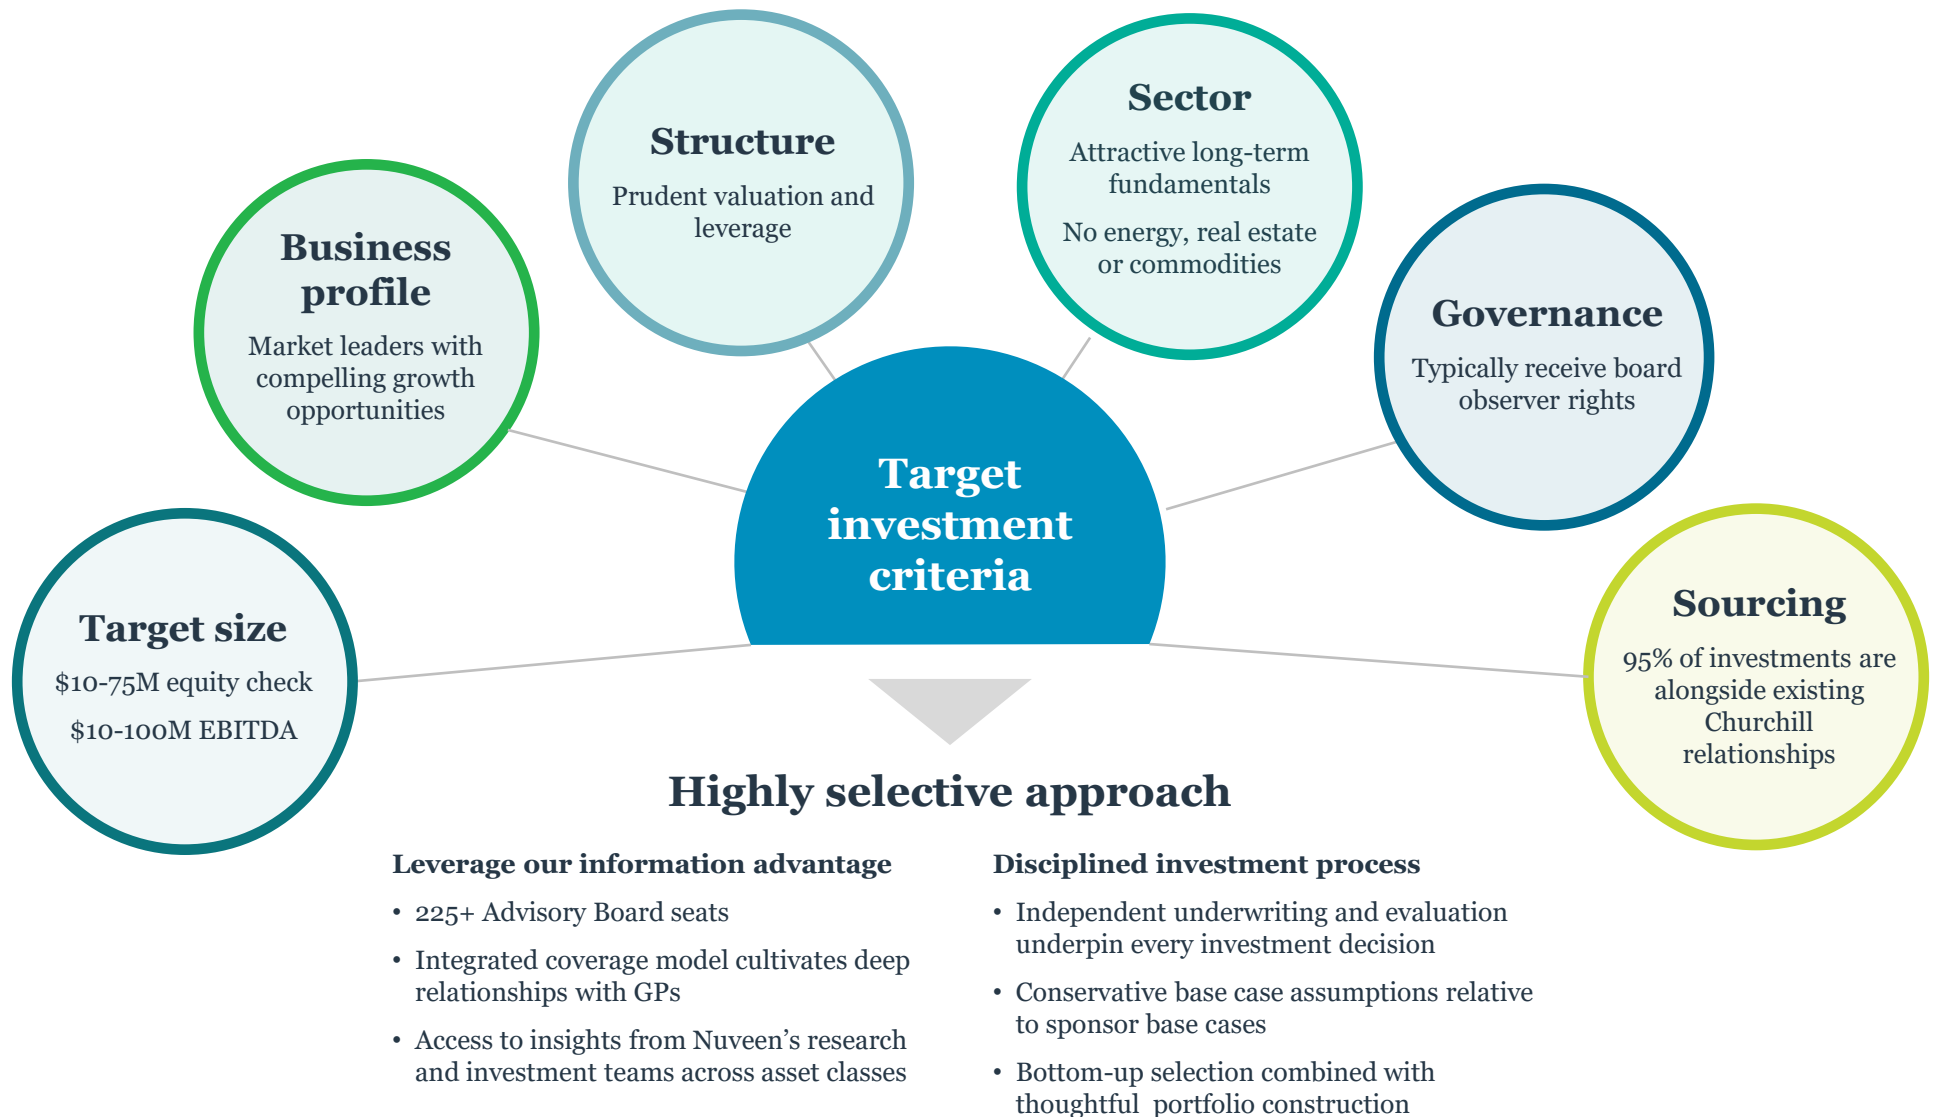 Structure
Prudent valuation and
leverage
Sector
Attractive long-term
fundamentals
No energy, real estate
or commodities
Business
profile
Market leaders with
compelling growth
opportunities
Governance
Typically receive board
observer rights
Target
investment
criteria
Target size
$10-75M equity check
$10-100M EBITDA
Sourcing
95% of investments are
alongside existing
Churchill
relationships
Highly selective approach
Leverage our information advantage
• 225+ Advisory Board seats
• Integrated coverage model cultivates deep
relationships with GPs
• Access to insights from Nuveen’s research
and investment teams across asset classes
Disciplined investment process
• Independent underwriting and evaluation
underpin every investment decision
• Conservative base case assumptions relative
to sponsor base cases
• Bottom-up selection combined with
thoughtful portfolio construction